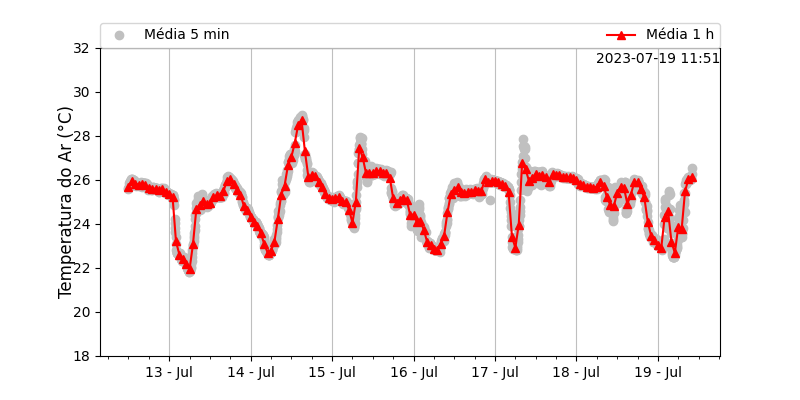 Média 5 min
Média 1 h
2023-07-19 11:51
Temperatura do Ar (°C)
32
30
28
26
24
22
20
18
13 - Jul
14 - Jul
15 - Jul
16 - Jul
17 - Jul
18 - Jul
19 - Jul